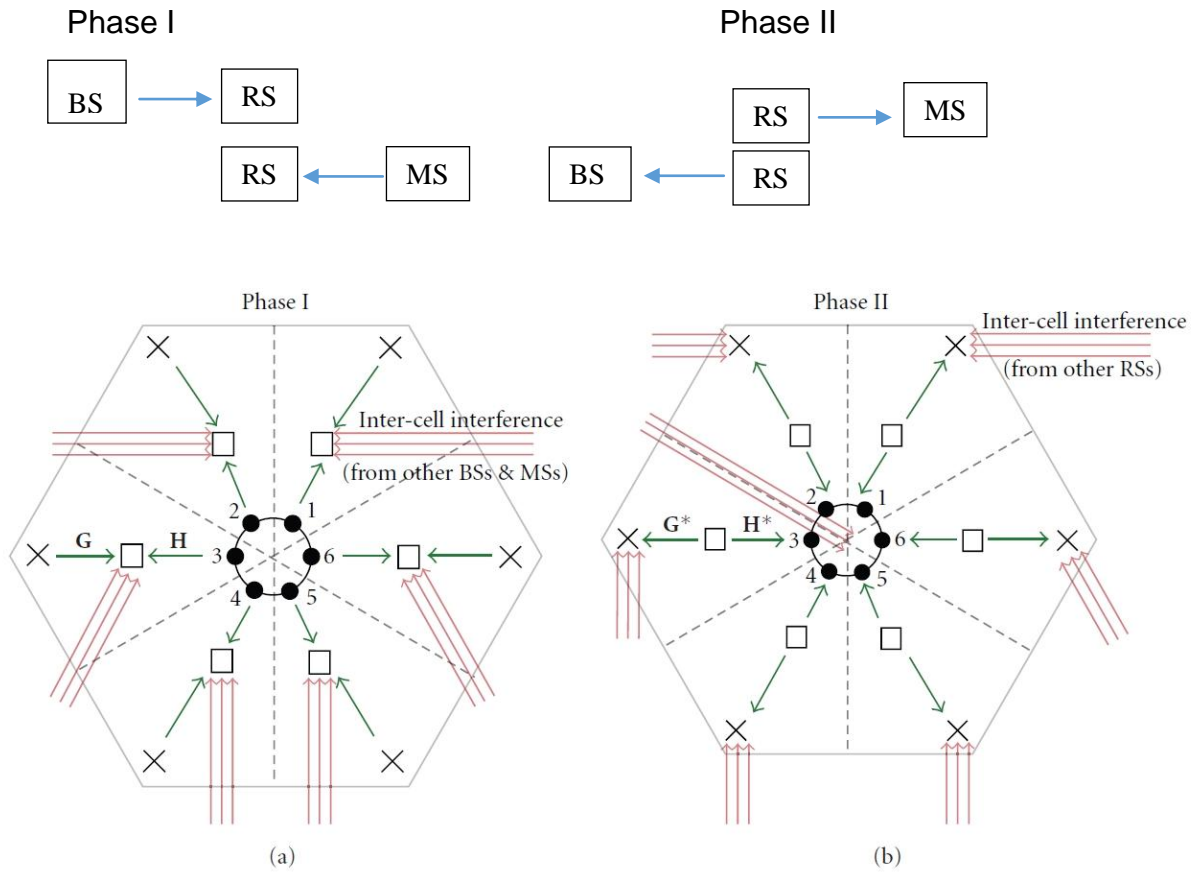 Phase I
Phase II
BS
RS
RS
MS
RS
MS
BS
RS
Phase I
Inter-cell interference
(from other BSs & MSs)
2
1
G
H
3
6
4
5
(a)
Phase II
Inter-cell interference
(from other RSs)
2
1
G*
H*
3
6
4
5
(b)